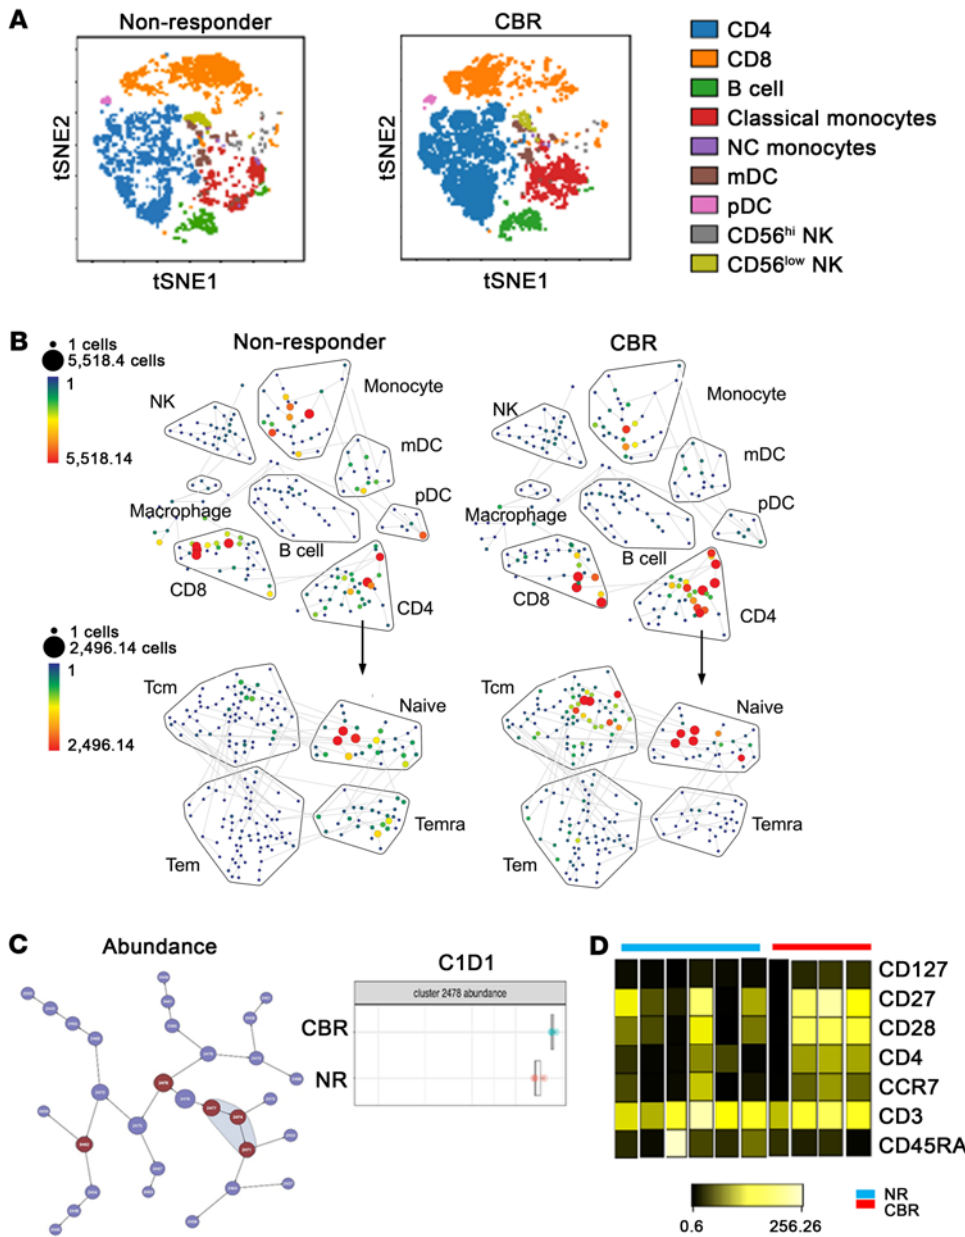 A
Non-responder
CBR
tSNE2
tSNE1
tSNE2
tSNE1
CD4
CD8
B cell
Classical monocytes
NC monocytes
mDC
pDC
CD56hi NK
CD56low NK
B
1 cells
5,518.4 cells
1
5,518.14
Non-responder
NK
Monocyte
mDC
pDC
Macrophage
B cell
CD8
CD4
CBR
NK
Monocyte
mDC
pDC
Macrophage
B cell
CD8
CD4
1 cells
2,496.14 cells
1
2,496.14
Tcm
Naive
Tem
Temra
Tcm
Naive
Tem
Temra
C
Abundance
C1D1
cluster 2478 abundance
CBR
NR
D
CD127
CD27
CD28
CD4
CCR7
CD3
CD45RA
0.6
256.26
NR
CBR